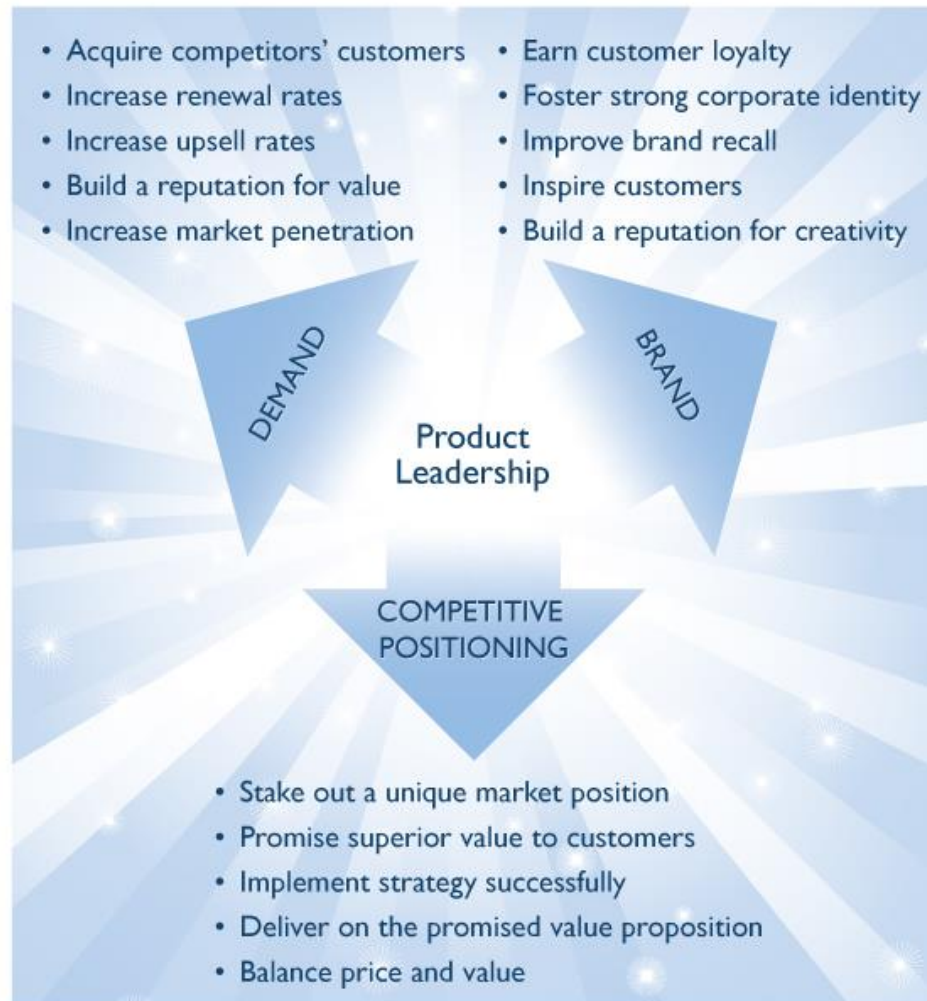 • Acquire competitors’ customers
• Increase renewal rates
• Increase upsell rates
• Build a reputation for value
• Increase market penetration
• Earn customer loyalty
• Foster strong corporate identity
• Improve brand recall
• Inspire customers
• Build a reputation for creativity
DEMAND
BRAND
Product
Leadership
COMPETITIVE
POSITIONING
• Stake out a unique market position
• Promise superior value to customers
• Implement strategy successfully
• Deliver on the promised value proposition
• Balance price and value